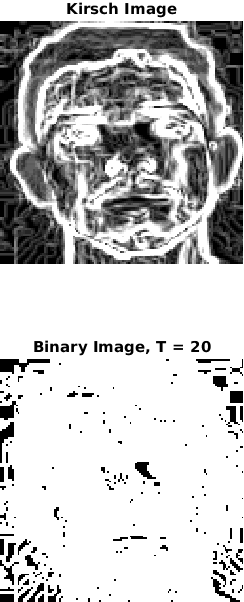 Kirsch Image
Binary Image, T = 20